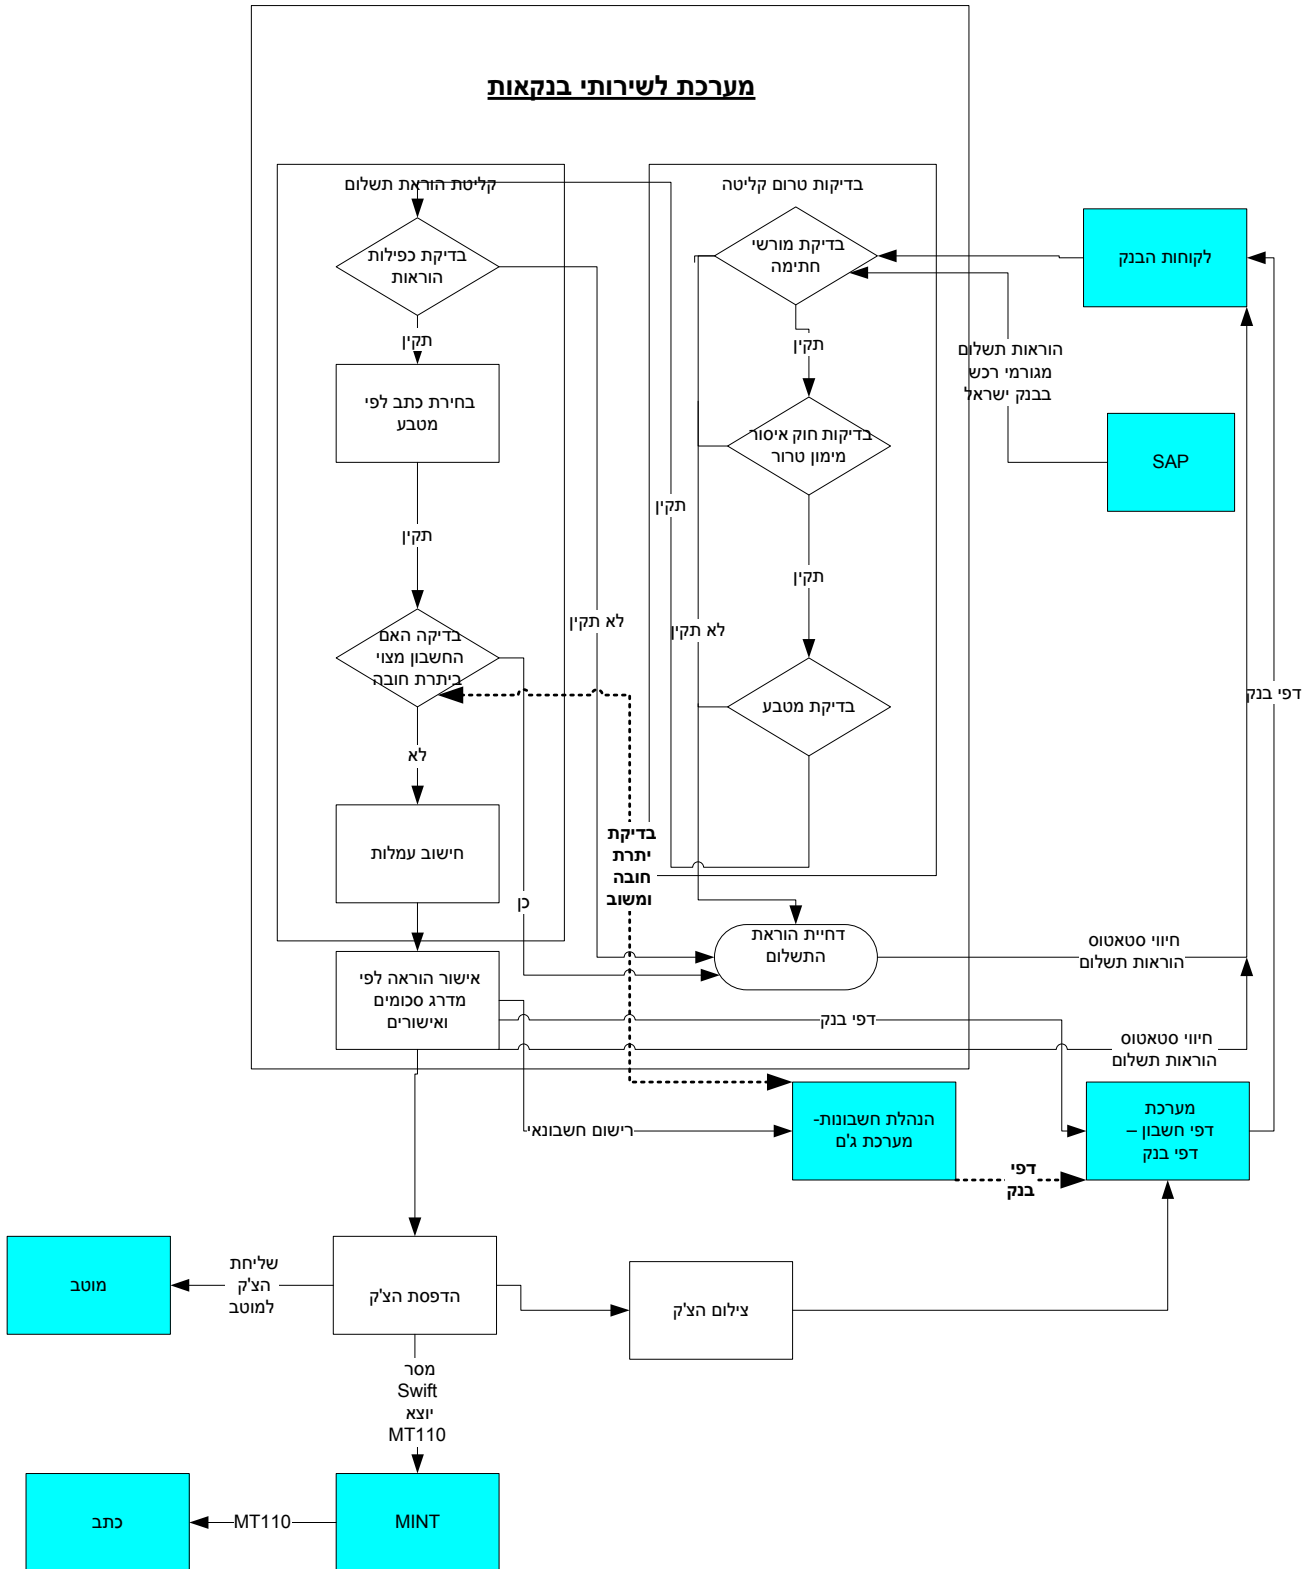 מערכת לשירותי בנקאות
בדיקות טרום קליטה
קליטת הוראת תשלום
בדיקת מורשי
חתימה
לקוחות הבנק
בדיקת כפילות
הוראות
תקין
תקין
הוראות תשלום
מגורמי רכש
בבנק ישראל
בחירת כתב לפי
מטבע
בדיקות חוק איסור
מימון טרור
SAP
תקין
תקין
תקין
לא תקין
לא תקין
בדיקה האם
החשבון מצוי
ביתרת חובה
בדיקת מטבע
דפי בנק
לא
חישוב עמלות
בדיקת
יתרת
חובה
ומשוב
כן
דחיית הוראת
התשלום
חיווי סטאטוס
הוראות תשלום
אישור הוראה לפי
מדרג סכומים
ואישורים
דפי בנק
חיווי סטאטוס
הוראות תשלום
רישום חשבונאי
הנהלת חשבונות-
מערכת ג'ם
דפי
בנק
מערכת
דפי חשבון –
דפי בנק
מוטב
שליחת
הצ'ק
למוטב
הדפסת הצ'ק
צילום הצ'ק
מסר
Swift
יוצא
MT110
כתב
MT110
MINT